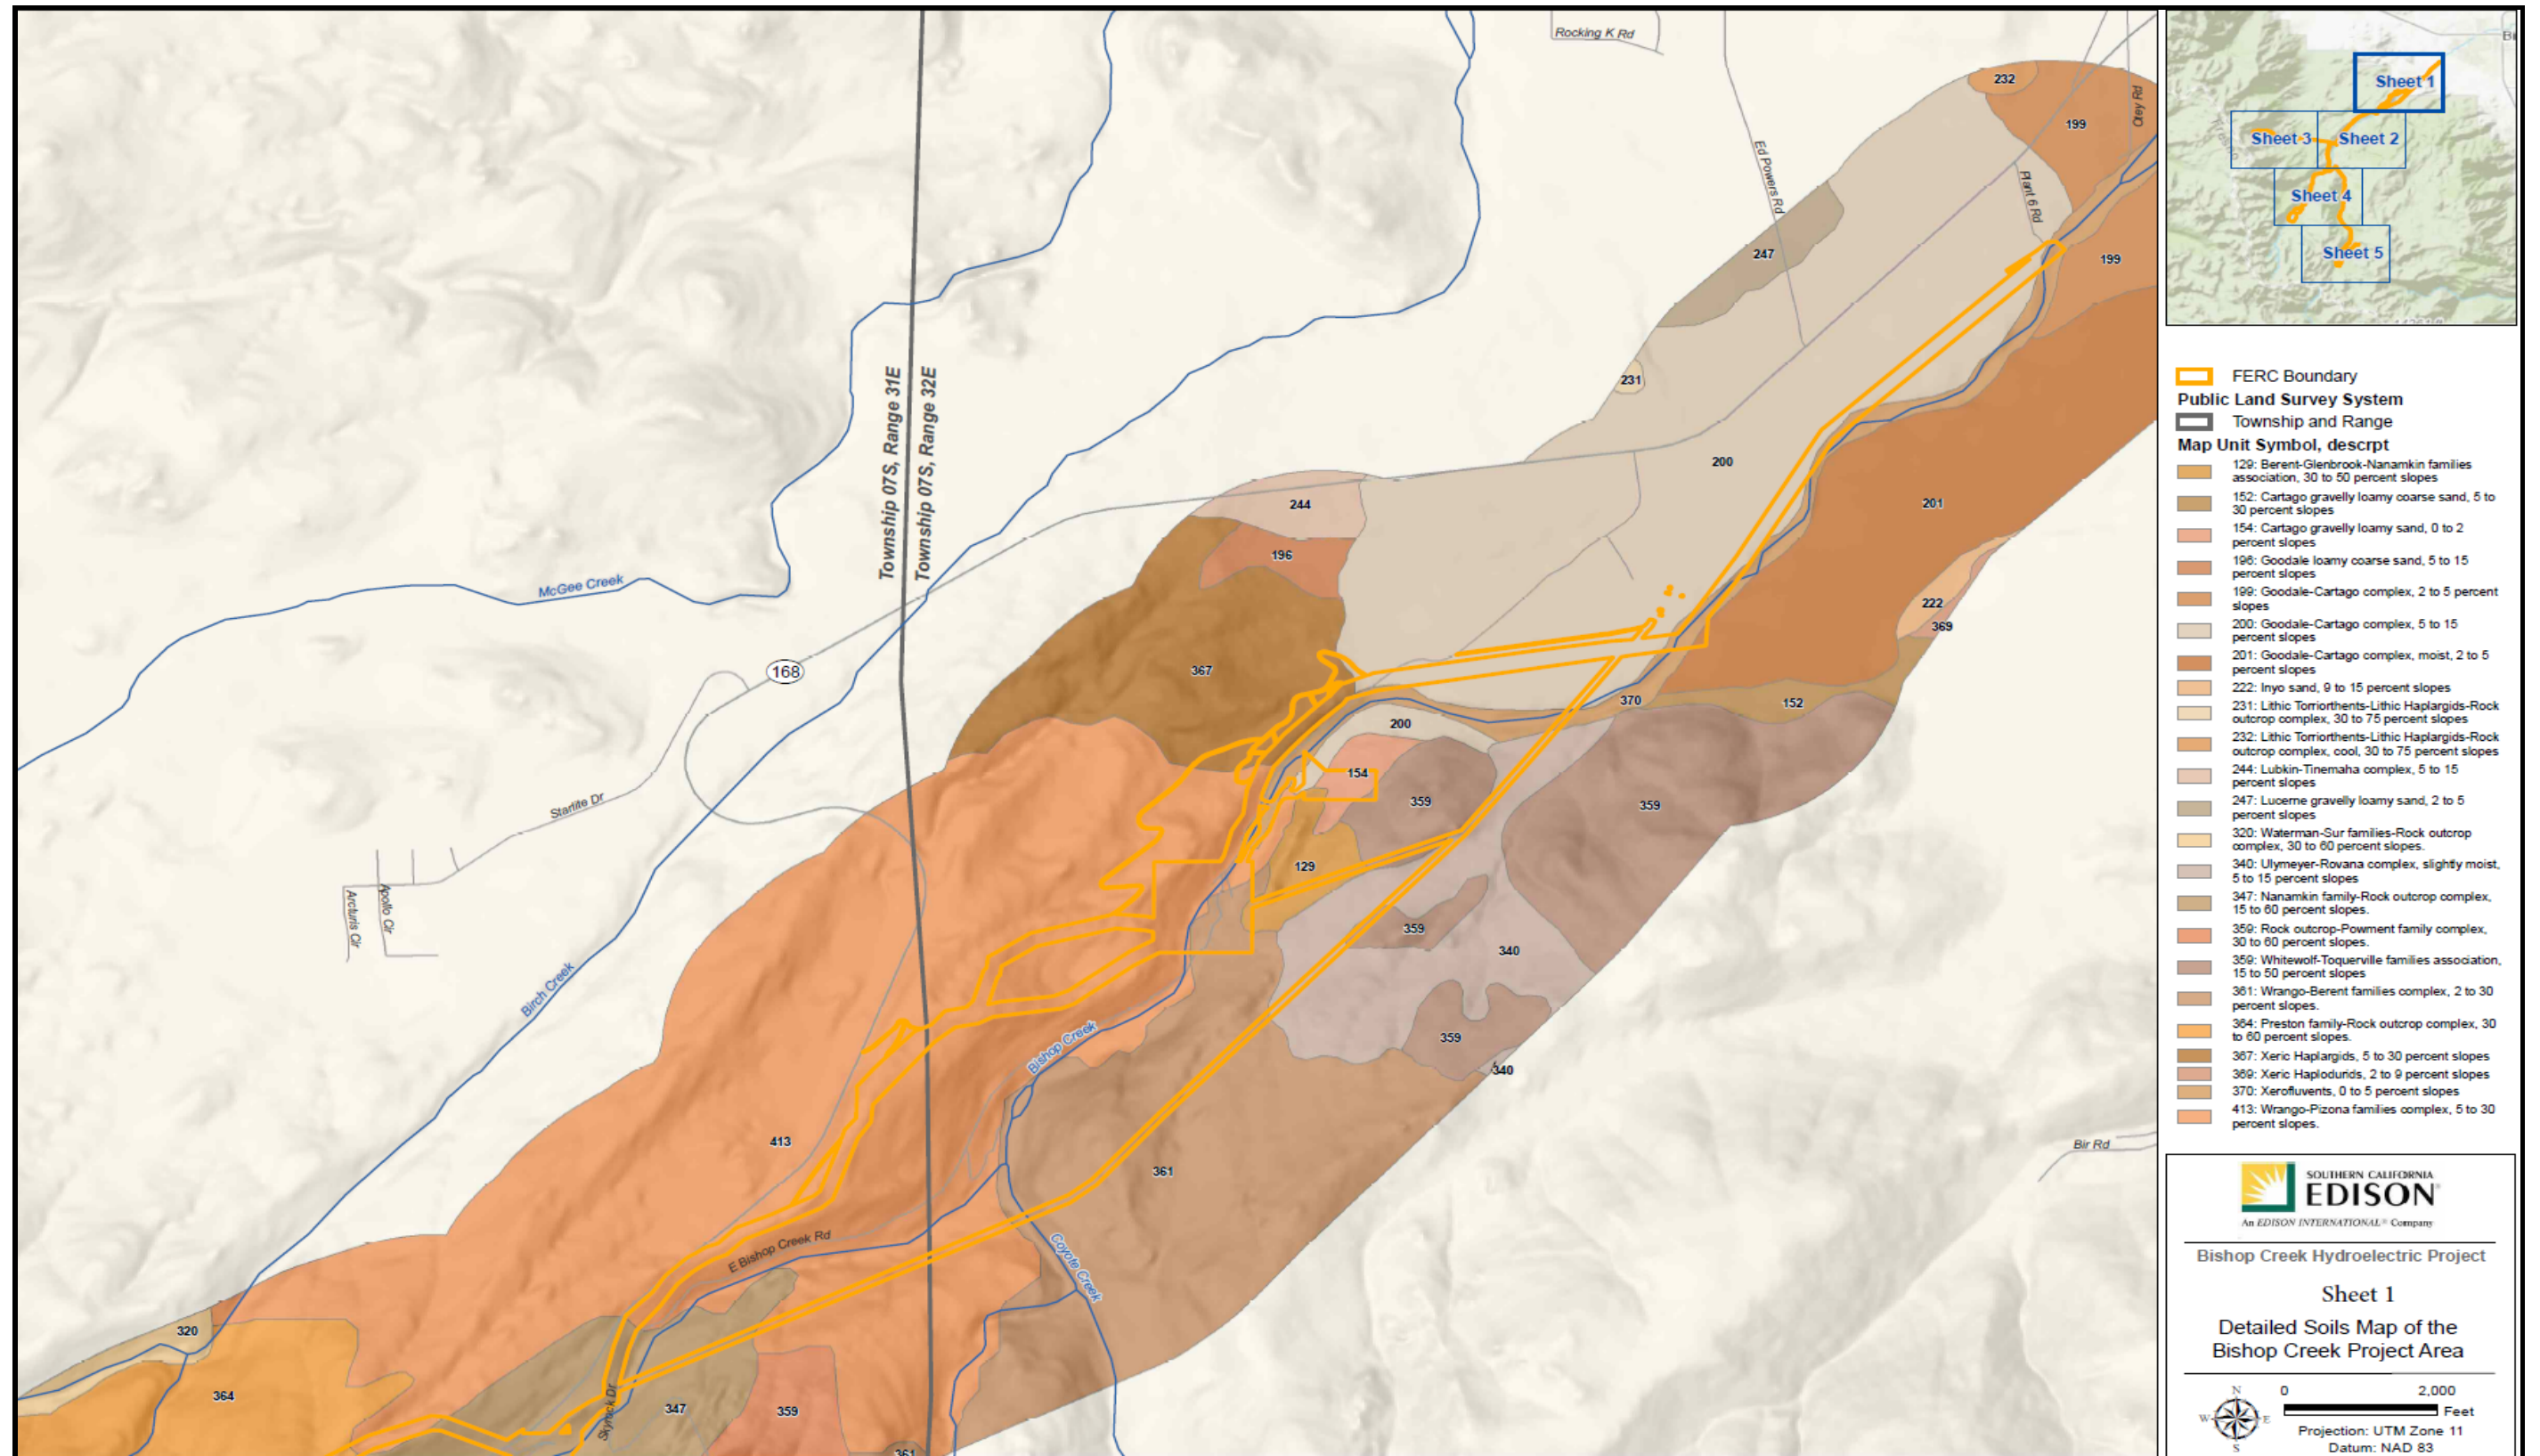 Rocking K Rd
232
199
Otey Rd
Ed Powers Rd
Plant 6 Rd
247
199
231
Township 07S, Range 31E
Township 07S, Range 32E
200
244
201
196
McGee Creek
222
369
168
367
370
152
200
154
359
359
Starlite Dr
129
Apollo Cir
Arcturis Cir
359
340
Birch Creek
Bishop Creek
359
340
413
Bir Rd
361
E Bishop Creek Rd
Coyote Creek
320
364
Skyrock Dr
347
359
361
Bi
Sheet 1
Sheet 3
Sheet 2
Sheet 4
Sheet 5
FERC Boundary
Public Land Survey System
Township and Range
Map Unit Symbol, descrpt
129: Berent-Glenbrook-Nanamkin families
association, 30 to 50 percent slopes
152: Cartago gravelly loamy coarse sand, 5 to
30 percent slopes
154: Cartago gravelly loamy sand, 0 to 2
percent slopes
196: Goodale loamy coarse sand, 5 to 15
percent slopes
199: Goodale-Cartago complex, 2 to 5 percent
slopes
200: Goodale-Cartago complex, 5 to 15
percent slopes
201: Goodale-Cartago complex, moist, 2 to 5
percent slopes
222: Inyo sand, 9 to 15 percent slopes
231: Lithic Torriorthents-Lithic Haplargids-Rock
outcrop complex, 30 to 75 percent slopes
232: Lithic Torriorthents-Lithic Haplargids-Rock
outcrop complex, cool, 30 to 75 percent slopes
244: Lubkin-Tinemaha complex, 5 to 15
percent slopes
247: Lucerne gravelly loamy sand, 2 to 5
percent slopes
320: Waterman-Sur families-Rock outcrop
complex, 30 to 60 percent slopes.
340: Ulymeyer-Rovana complex, slightly moist,
5 to 15 percent slopes
347: Nanamkin family-Rock outcrop complex,
15 to 60 percent slopes.
359: Rock outcrop-Powment family complex,
30 to 60 percent slopes.
359: Whitewolf-Toquerville families association,
15 to 50 percent slopes
361: Wrango-Berent families complex, 2 to 30
percent slopes.
364: Preston family-Rock outcrop complex, 30
to 60 percent slopes.
367: Xeric Haplargids, 5 to 30 percent slopes
369: Xeric Haplodurids, 2 to 9 percent slopes
370: Xerofluvents, 0 to 5 percent slopes
413: Wrango-Pizona families complex, 5 to 30
percent slopes.
SOUTHERN CALIFORNIA
EDISON®
An EDISON INTERNATIONAL® Company
Bishop Creek Hydroelectric Project
Sheet 1
Detailed Soils Map of the
Bishop Creek Project Area
N
W E
S
0 2,000
Feet
Projection: UTM Zone 11
Datum: NAD 83